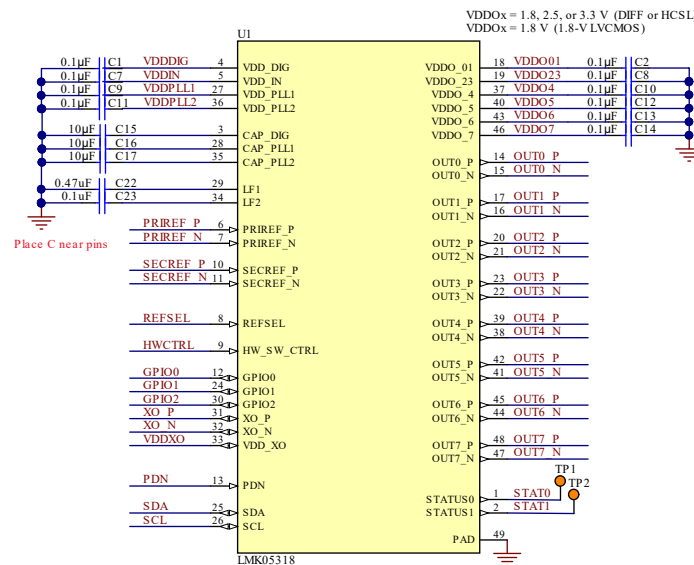 VDDOx = 1.8, 2.5, or 3.3 V (DIFF or HCSL
VDDOx = 1.8 V (1.8-V LVCMOS)
U1
0.1µF C1 VDDDIG 4 VDD_DIG VDDO_01 18 VDDO01 0.1µF C2
0.1µF C7 VDDIN 5 VDD_IN VDDO_23 19 VDDO23 0.1µF C8
0.1µF C9 VDDPLL1 27 VDD_PLL1 VDDO_4 37 VDDO4 0.1µF C10
0.1µF C11 VDDPLL2 36 VDD_PLL2 VDDO_5 40 VDDO5 0.1µF C12
VDDO_6 43 VDDO6 0.1µF C13
10µF C15 3 CAP_DIG VDDO_7 46 VDDO7 0.1µF C14
10µF C16 28 CAP_PLL1
10µF C17 35 CAP_PLL2 OUT0_P 14 OUT0_P
OUT0_N 15 OUT0_N
0.47uF C22 29 LF1
0.1uF C23 34 LF2 OUT1_P 17 OUT1_P
OUT1_N 16 OUT1_N
PRIREF_P 6 PRIREF_P
PRIREF_N 7 PRIREF_N OUT2_P 20 OUT2_P
Place C near pins OUT2_N 21 OUT2_N
SECREF_P 10 SECREF_P
SECREF_N 11 SECREF_N OUT3_P 23 OUT3_P
OUT3_N 22 OUT3_N
REFSEL 8 REFSEL OUT4_P 39 OUT4_P
OUT4_N 38 OUT4_N
HWCTRL 9 HW_SW_CTRL
OUT5_P 42 OUT5_P
GPIO0 12 GPIO0 OUT5_N 41 OUT5_N
GPIO1 24 GPIO1
GPIO2 30 GPIO2 OUT6_P 45 OUT6_P
XO_P 31 XO_P OUT6_N 44 OUT6_N
XO_N 32 XO_N
VDDXO 33 VDD_XO OUT7_P 48 OUT7_P
OUT7_N 47 OUT7_N
TP1
PDN 13 PDN TP2
STATUS0 1 STAT0
SDA 25 SDA STATUS1 2 STAT1
SCL 26 SCL
PAD 49
LMK05318